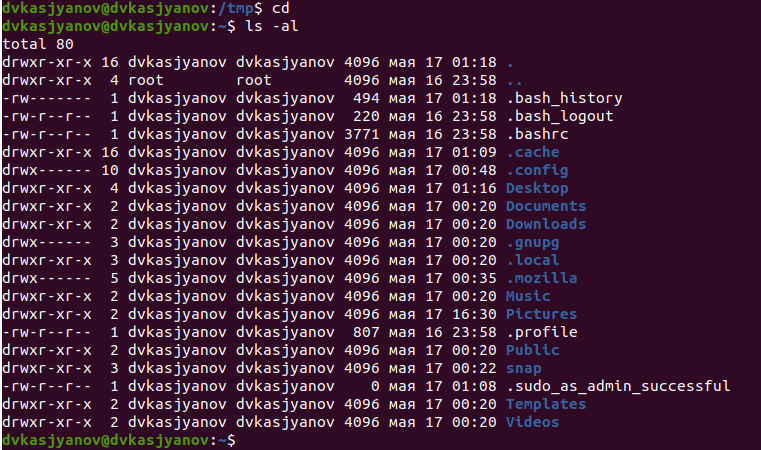 dvkasjyanov@dvkasjyanov:/tmp$ cd
dvkasjyanov@dvkasjyanov:~$ ls -al
total 80
drwxr-xr-x 16 dvkasjyanov dvkasjyanov 4096 мая 17 01:18 .
drwxr-xr-x  4 root        root        4096 мая 16 23:58 ..
-rw-------  1 dvkasjyanov dvkasjyanov  494 мая 17 01:18 .bash_history
-rw-r--r--  1 dvkasjyanov dvkasjyanov  220 мая 16 23:58 .bash_logout
-rw-r--r--  1 dvkasjyanov dvkasjyanov 3771 мая 16 23:58 .bashrc
drwxr-xr-x 16 dvkasjyanov dvkasjyanov 4096 мая 17 01:09 .cache
drwx------ 10 dvkasjyanov dvkasjyanov 4096 мая 17 00:48 .config
drwxr-xr-x  4 dvkasjyanov dvkasjyanov 4096 мая 17 01:16 Desktop
drwxr-xr-x  2 dvkasjyanov dvkasjyanov 4096 мая 17 00:20 Documents
drwxr-xr-x  2 dvkasjyanov dvkasjyanov 4096 мая 17 00:20 Downloads
drwx------  3 dvkasjyanov dvkasjyanov 4096 мая 17 00:20 .gnupg
drwxr-xr-x  3 dvkasjyanov dvkasjyanov 4096 мая 17 00:20 .local
drwx------  5 dvkasjyanov dvkasjyanov 4096 мая 17 00:35 .mozilla
drwxr-xr-x  2 dvkasjyanov dvkasjyanov 4096 мая 17 00:20 Music
drwxr-xr-x  2 dvkasjyanov dvkasjyanov 4096 мая 17 16:30 Pictures
-rw-r--r--  1 dvkasjyanov dvkasjyanov  807 мая 16 23:58 .profile
drwxr-xr-x  2 dvkasjyanov dvkasjyanov 4096 мая 17 00:20 Public
drwxr-xr-x  3 dvkasjyanov dvkasjyanov 4096 мая 17 00:22 snap
-rw-r--r--  1 dvkasjyanov dvkasjyanov    0 мая 17 01:08 .sudo_as_admin_successful
drwxr-xr-x  2 dvkasjyanov dvkasjyanov 4096 мая 17 00:20 Templates
drwxr-xr-x  2 dvkasjyanov dvkasjyanov 4096 мая 17 00:20 Videos
dvkasjyanov@dvkasjyanov:~$